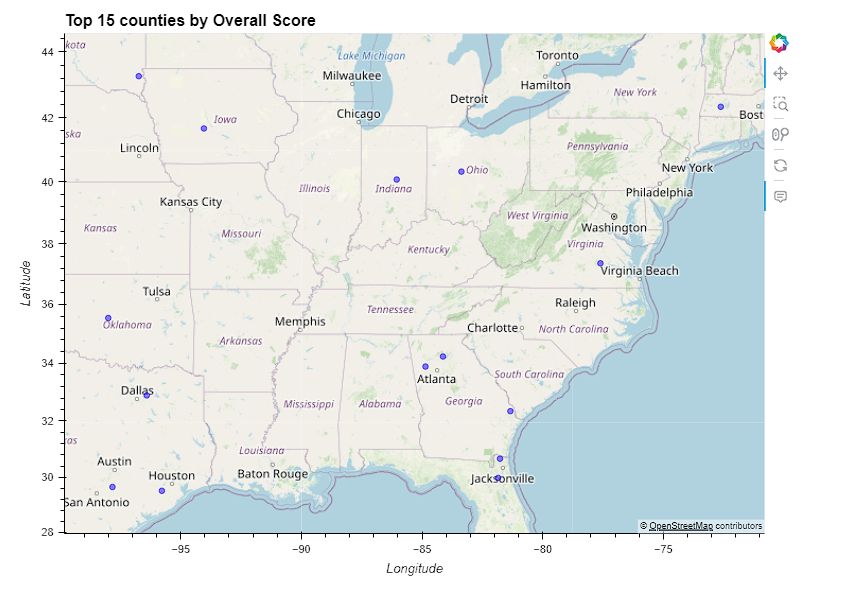 Top 15 counties by Overall Score
44
kota
Lake Michigan
Toronto
Milwaukee
Hamilton
Detroit
New York
Chicago
Iowa
Bost
42
ska
Lincoln
Pennsylvania
New York
Ohio
40
Illinois
Indiana
Philadelphia
Kansas City
West Virginia
Washington
Kansas
Missouri
38
Kentucky
Virginia
Virginia Beach
Latitude
Tulsa
36
Raleigh
Tennessee
Oklahoma
Memphis
Charlotte
North Carolina
Arkansas
34
Atlanta
South Carolina
Dallas
Mississippi
Alabama
Georgia
32
as
Louisiana
Austin
30
Houston
Baton Rouge
Jacksonville
San Antonio
© OpenStreetMap contributors
28
−95
−90
−85
−80
−75
Longitude